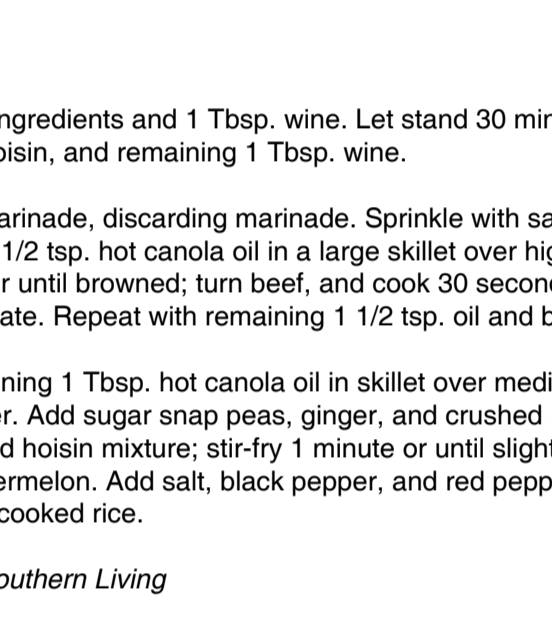 ngredients and 1 Tbsp. wine. Let stand 30 min
oisin, and remaining 1 Tbsp. wine.
arinade, discarding marinade. Sprinkle with sa
1/2 tsp. hot canola oil in a large skillet over hig
r until browned; turn beef, and cook 30 secon
ate. Repeat with remaining 1 1/2 tsp. oil and b
ning 1 Tbsp. hot canola oil in skillet over medi
er. Add sugar snap peas, ginger, and crushed
d hoisin mixture; stir-fry 1 minute or until slight
ermelon. Add salt, black pepper, and red pepp
cooked rice.
outhern Living